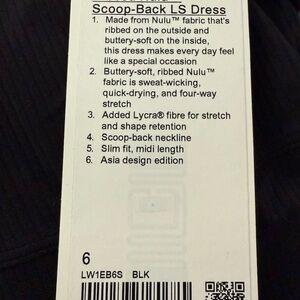 Scoop-Back LS Dress
1. Made from Nulu™ fabric that's
ribbed on the outside and
buttery-soft on the inside,
this dress makes every day feel
like a special occasion
2. Buttery-soft, ribbed Nulu™
fabric is sweat-wicking,
quick-drying, and four-way
stretch
3. Added Lycra® fibre for stretch
and shape retention
4. Scoop-back neckline
5. Slim fit, midi length
6. Asia design edition
6
LW1EB6S BLK